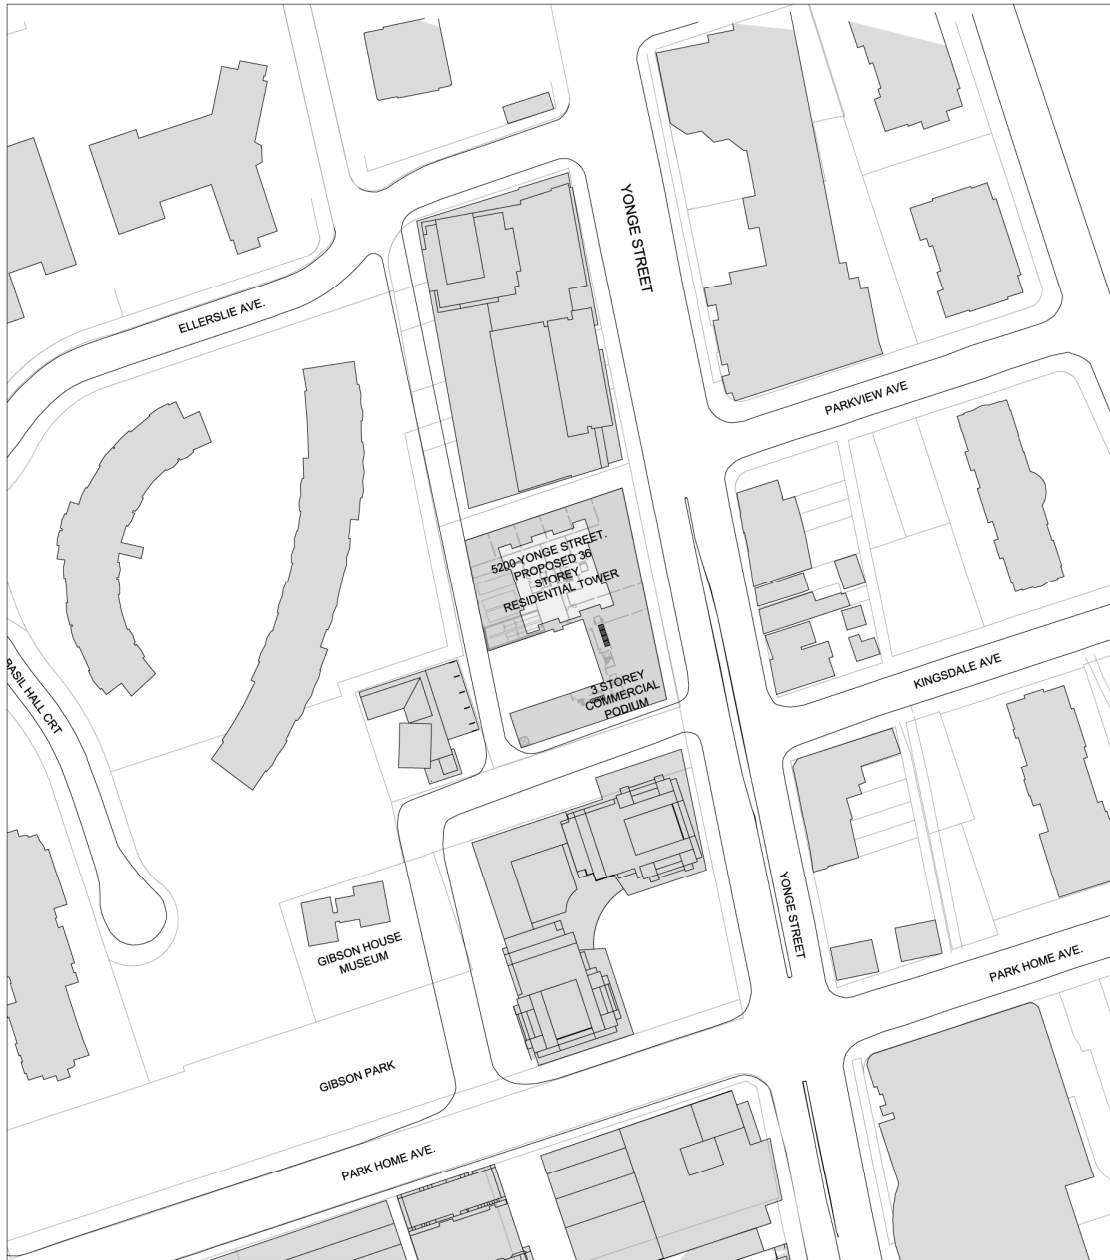 YONGE STREET
ELLERSLIE AVE.
PARKVIEW AVE
5200 YONGE STREET.
PROPOSED 36
STOREY
RESIDENTIAL TOWER
KINGSDALE AVE
BASIL HALL CRT
3 STOREY
COMMERCIAL
PODIUM
YONGE STREET
GIBSON HOUSE
MUSEUM
PARK HOME AVE.
GIBSON PARK
PARK HOME AVE.